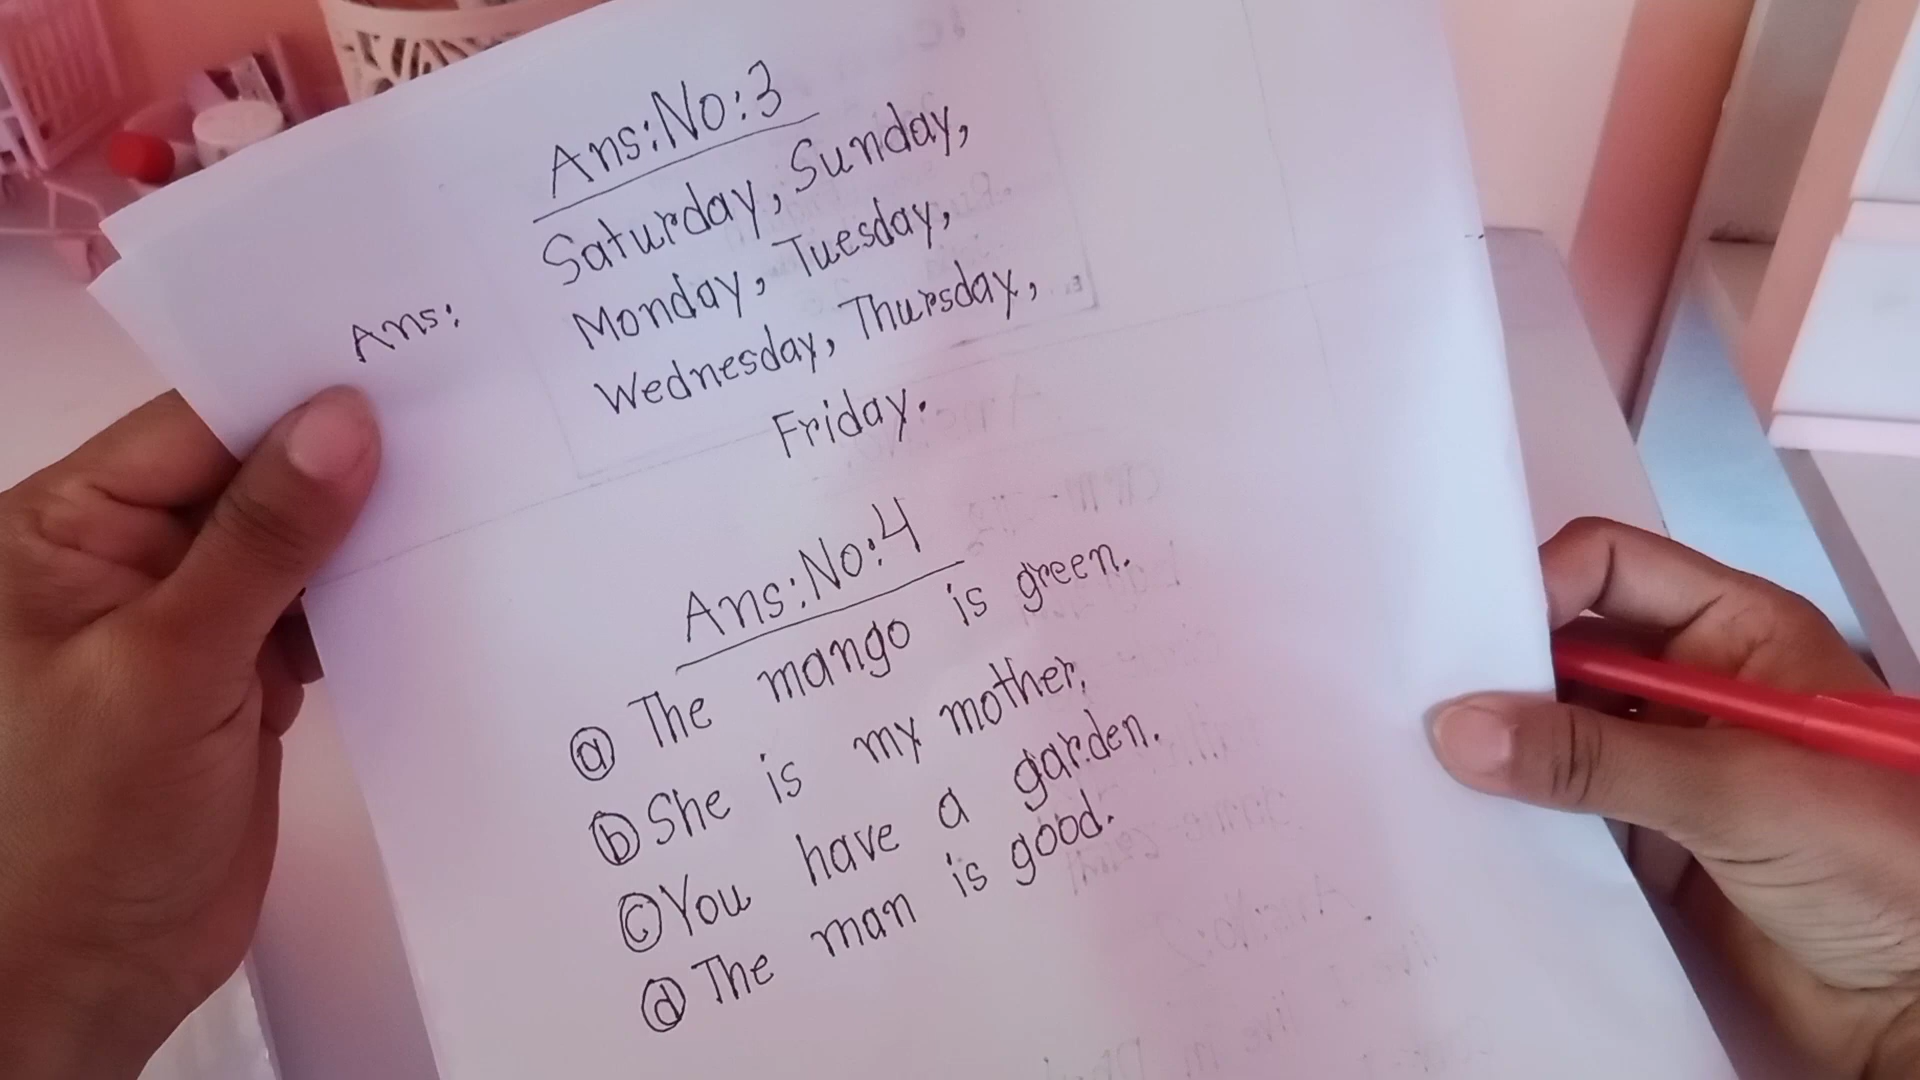 Ans:No:3
Saturday, Sunday,
Ans: Monday, Tuesday,
Wednesday, Thursday,
Friday.
Ans:No:4
a The mango is green.
b She is my mother.
c You have a garden.
d The man is good.